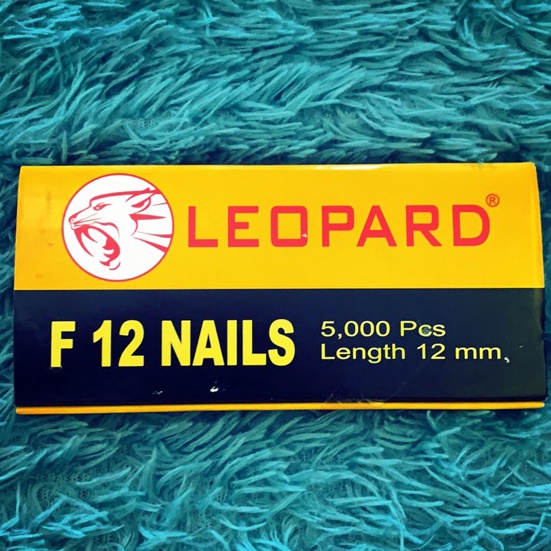 LEOPARD®
F 12 NAILS
5,000 Pcs
Length 12 mm